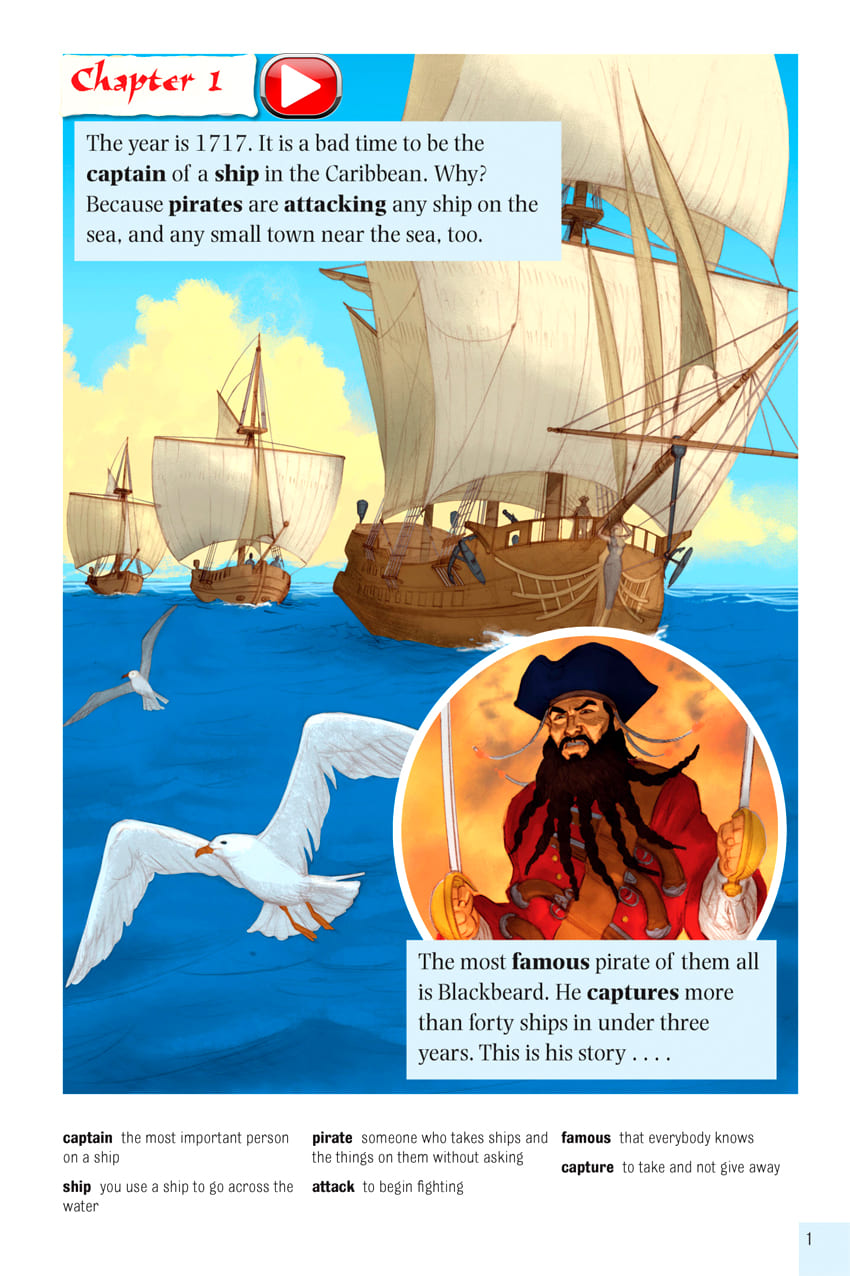 Chapter 1
The year is 1717. It is a bad time to be the
captain of a ship in the Caribbean. Why?
Because pirates are attacking any ship on the
sea, and any small town near the sea, too.
The most famous pirate of them all
is Blackbeard. He captures more
than forty ships in under three
years. This is his story . . . .
captain the most important person
on a ship
ship you use a ship to go across the
water
pirate someone who takes ships and
the things on them without asking
attack to begin fighting
famous that everybody knows
capture to take and not give away
1